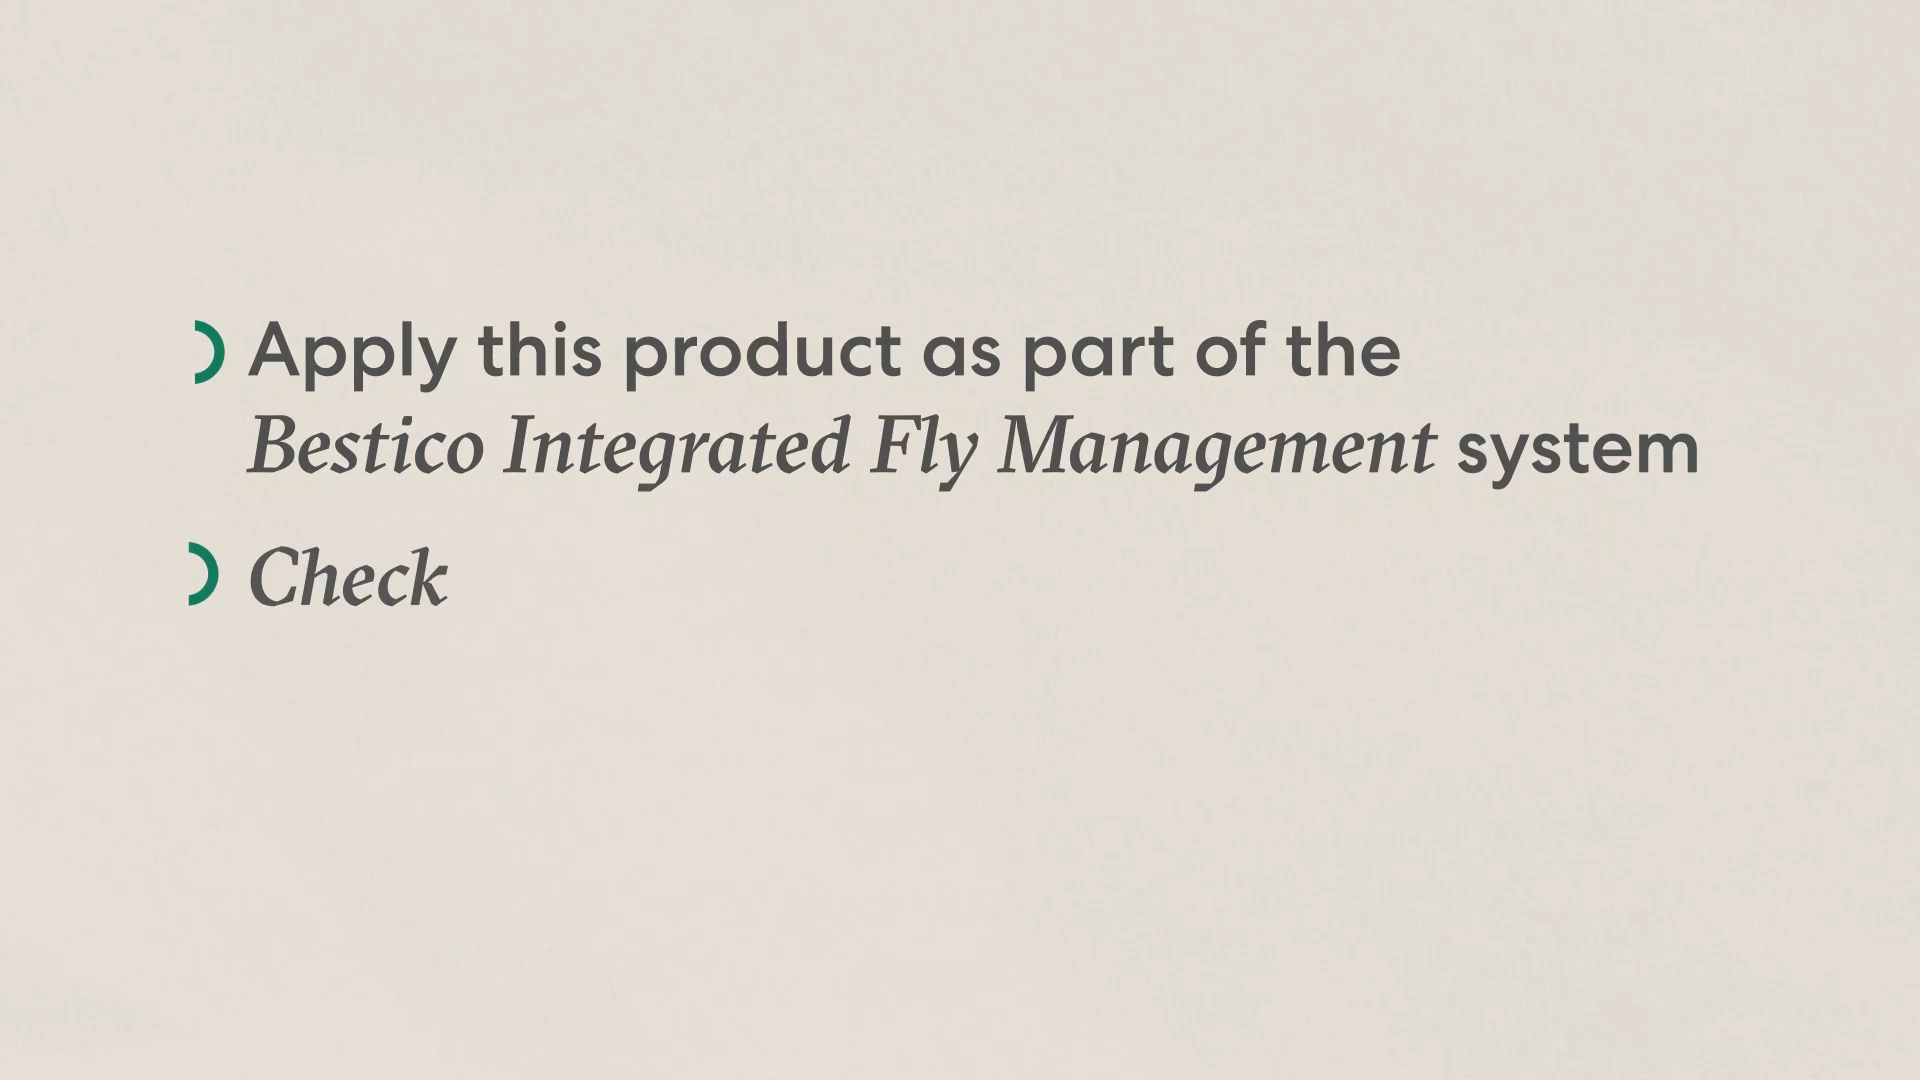 Apply this product as part of the
Bestico Integrated Fly Management system
Check